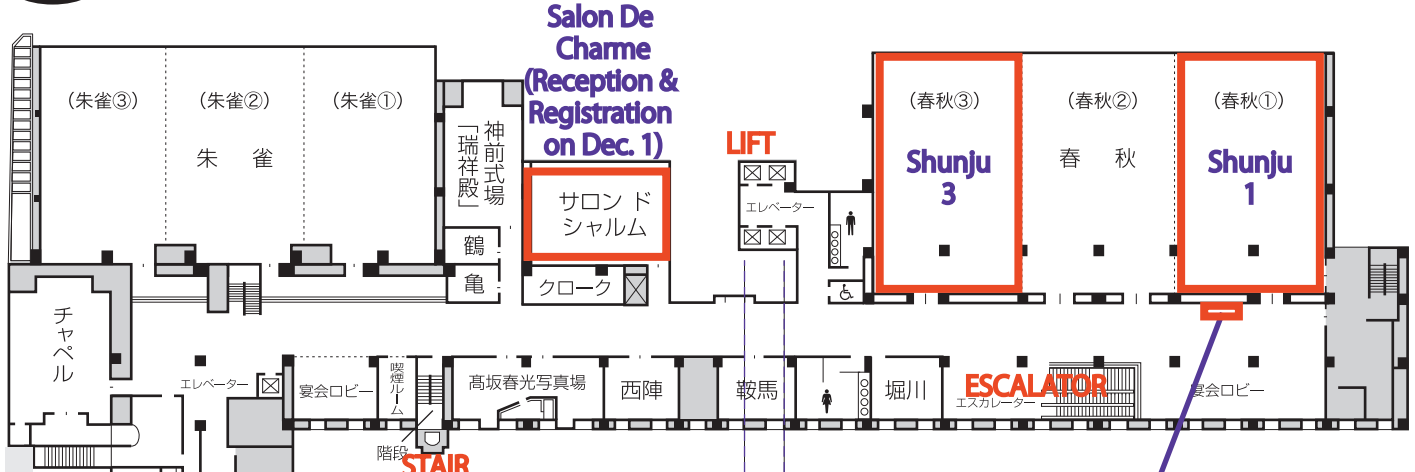 Salon De
Charme
(Reception &
Registration
on Dec. 1)
LIFT
(朱雀③)
(朱雀②)
(朱雀①)
朱 雀
神前式場
「瑞祥殿」
鶴
亀
サロン ド
シャルム
クローク
エレベーター
(春秋③)
(春秋②)
(春秋①)
Shunju
3
春 秋
Shunju
1
チャペル
エレベーター
宴会ロビー
喫煙ルーム
階段
STAIR
髙坂春光写真場
西陣
鞍馬
堀川
ESCALATOR
エスカレーター
宴会ロビー